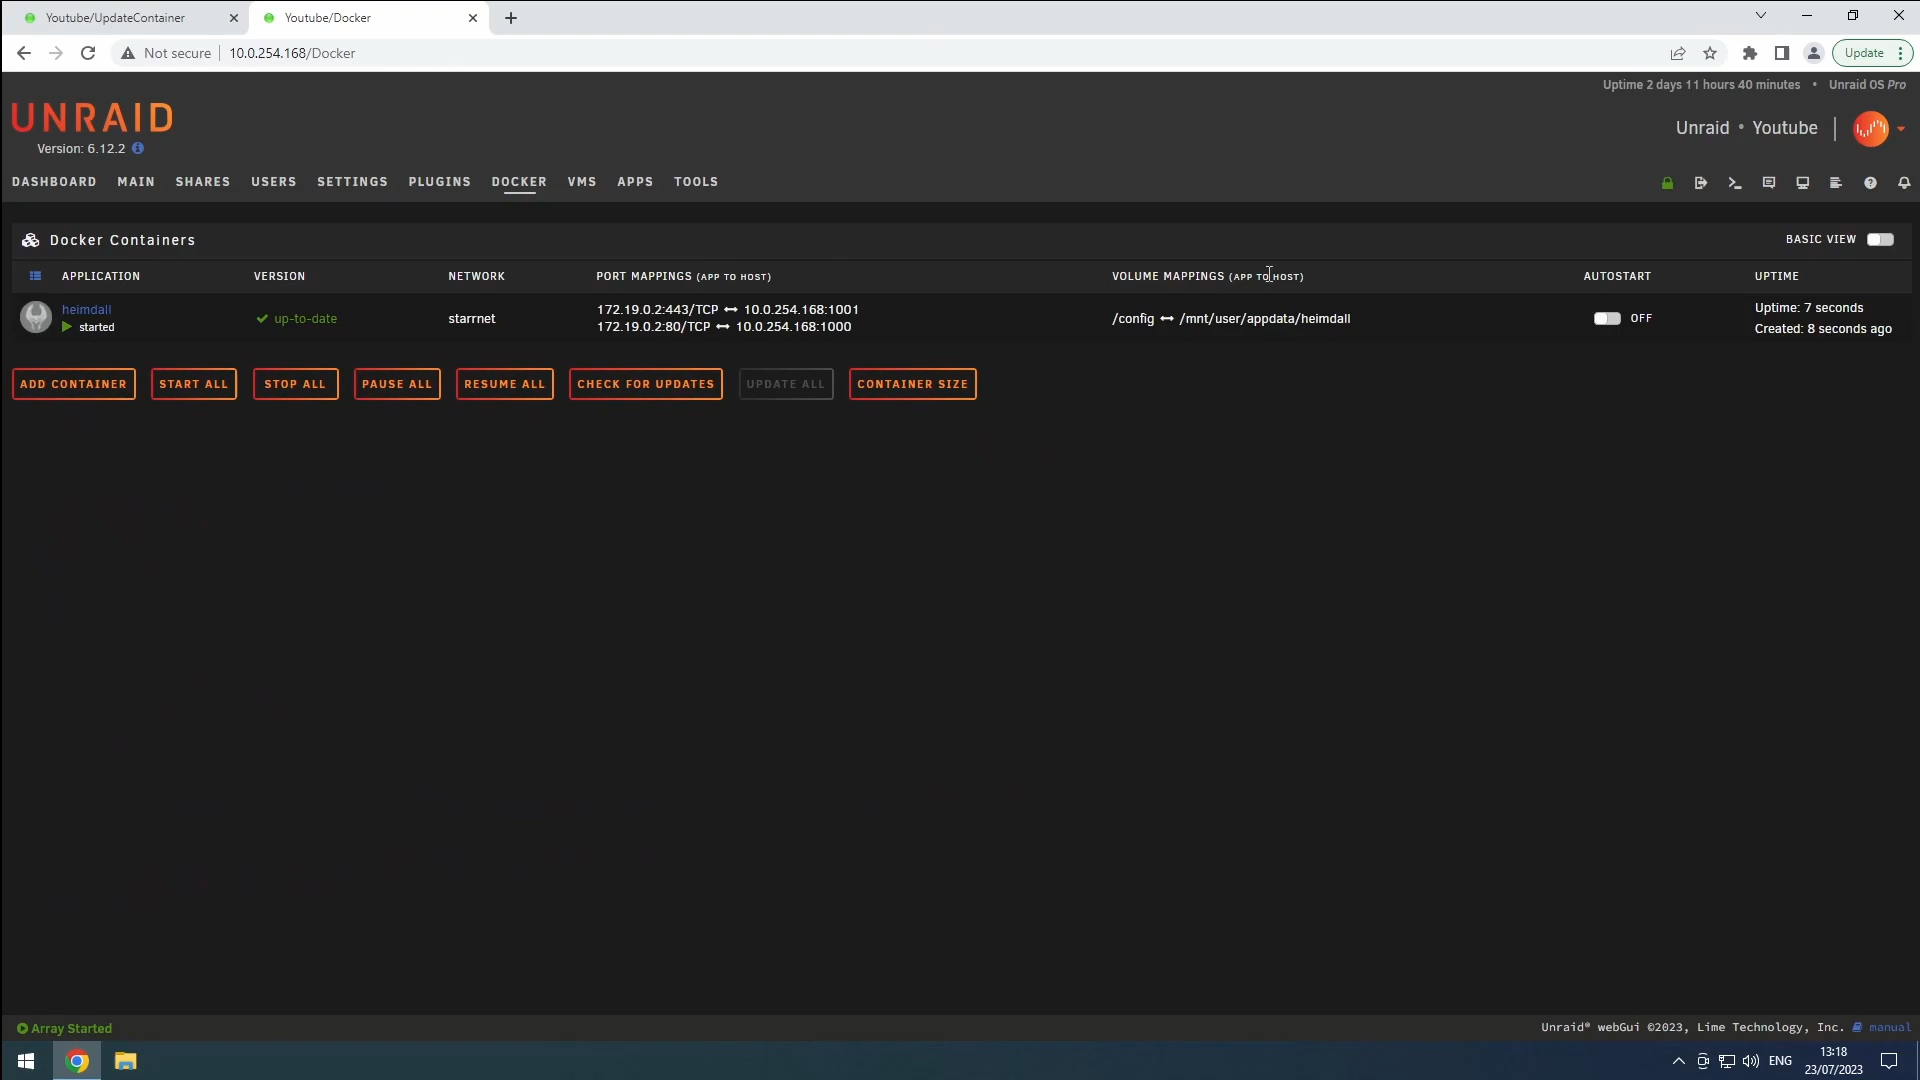 Youtube/UpdateContainer
Youtube/Docker
Not secure
10.0.254.168/Docker
Update
Uptime 2 days 11 hours 40 minutes • Unraid OS Pro
UNRAID
Version: 6.12.2
Unraid • Youtube
DASHBOARD MAIN SHARES USERS SETTINGS PLUGINS DOCKER VMS APPS TOOLS
Docker Containers
BASIC VIEW
APPLICATION VERSION NETWORK PORT MAPPINGS (APP TO HOST) VOLUME MAPPINGS (APP TO HOST) AUTOSTART UPTIME
heimdall
started
up-to-date
starrnet
172.19.0.2:443/TCP ↔ 10.0.254.168:1001
172.19.0.2:80/TCP ↔ 10.0.254.168:1000
/config ↔ /mnt/user/appdata/heimdall
OFF
Uptime: 7 seconds
Created: 8 seconds ago
ADD CONTAINER START ALL STOP ALL PAUSE ALL RESUME ALL CHECK FOR UPDATES UPDATE ALL CONTAINER SIZE
Array Started
Unraid® webGui ©2023, Lime Technology, Inc. manual
ENG
13:18
23/07/2023